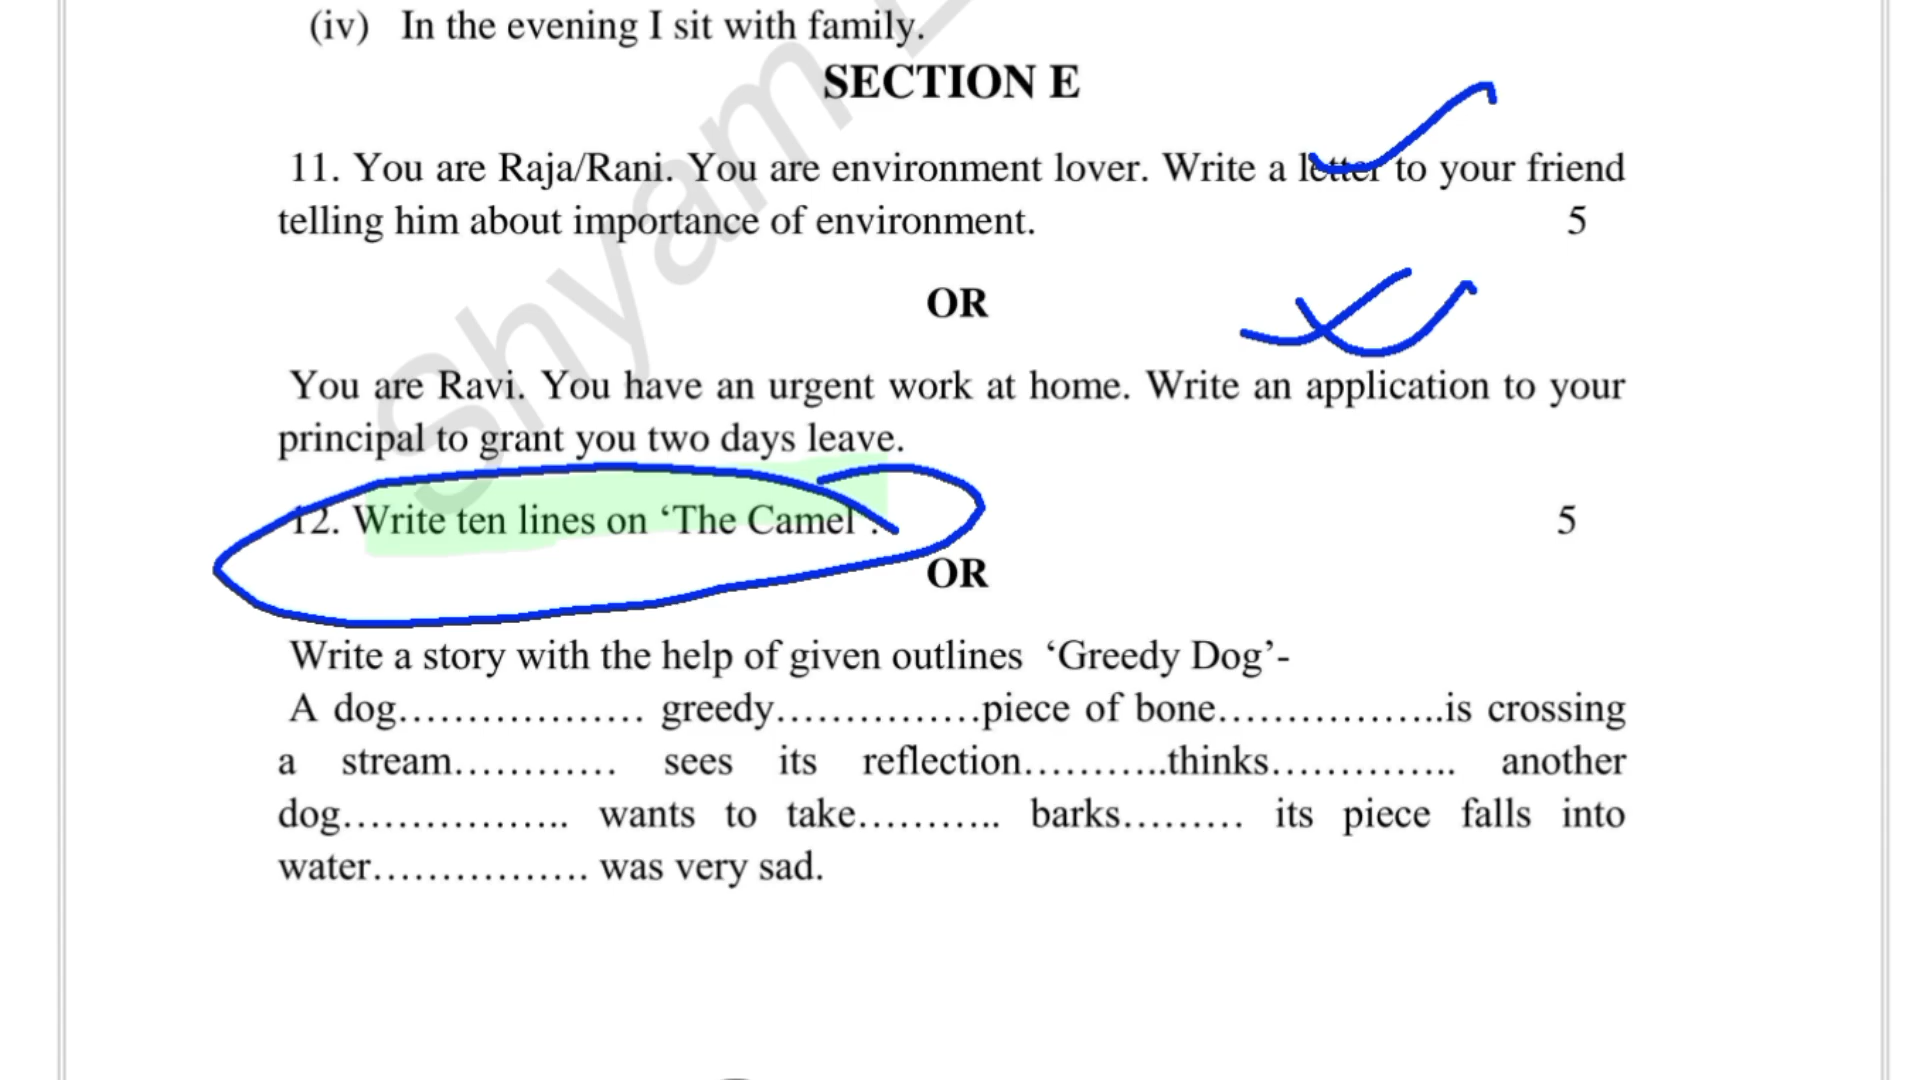 (iv) In the evening I sit with family.
SECTION E
11. You are Raja/Rani. You are environment lover. Write a letter to your friend
telling him about importance of environment. 5
OR
You are Ravi. You have an urgent work at home. Write an application to your
principal to grant you two days leave.
12. Write ten lines on ‘The Camel’. 5
OR
Write a story with the help of given outlines ‘Greedy Dog’-
A dog……………… greedy……………piece of bone……………..is crossing
a stream………… sees its reflection………..thinks………….. another
dog…………….. wants to take……….. barks……… its piece falls into
water……………. was very sad.
Shyam